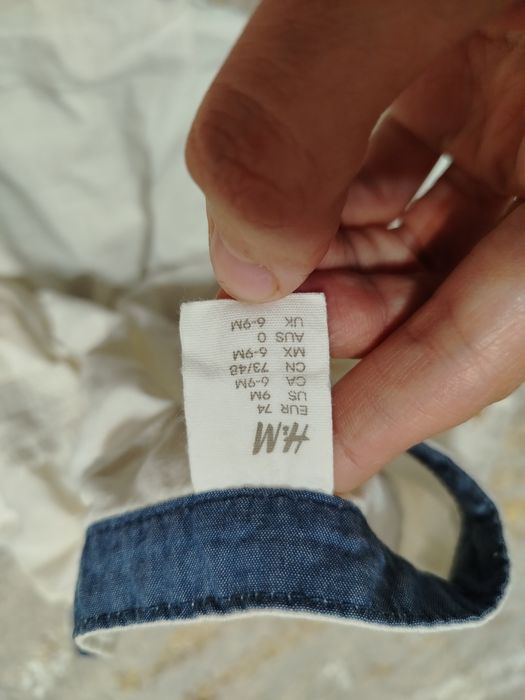 H&M
EUR 74
US 9M
CA 6-9M
CN 73/48
MX 6-9M
AUS 0
UK 6-9M